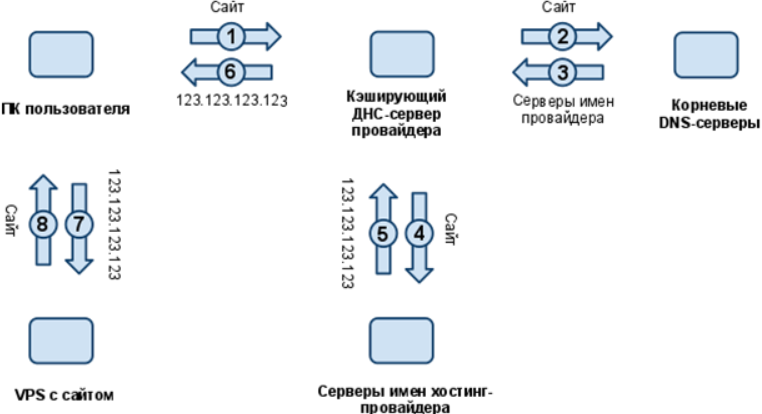 Сайт
1
6
123.123.123.123
Сайт
2
3
Серверы имен
провайдера
ПК пользователя
Кэширующий
ДНС-сервер
провайдера
Корневые
DNS-серверы
Сайт
8
7
123.123.123.123
123.123.123.123
5
4
Сайт
VPS с сайтом
Серверы имен хостинг-
провайдера